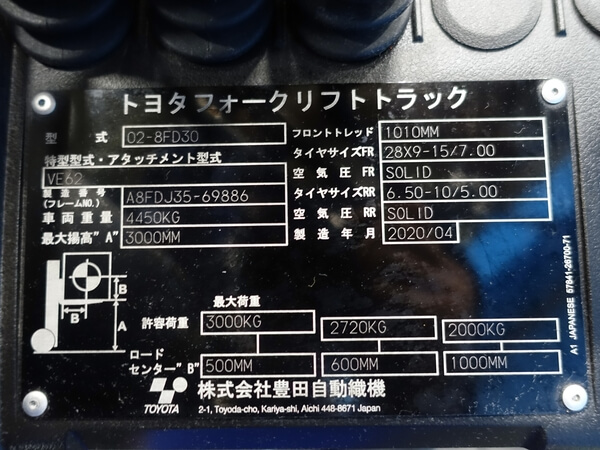 トヨタフォークリフトトラック
型 式 02-8FD30
特型型式・アタッチメント型式
VE62
製造番号 (フレームNO.) A8FDJ35-69886
車両重量 4450KG
最大揚高"A" 3000MM
フロントトレッド 1010MM
タイヤサイズFR 28X9-15/7.00
空気圧 FR SOLID
タイヤサイズRR 6.50-10/5.00
空気圧 RR SOLID
製造年月 2020/04
B
B
A
最大荷重
許容荷重 3000KG 2720KG 2000KG
ロードセンター"B" 500MM 600MM 1000MM
TOYOTA
株式会社豊田自動織機
2-1, Toyoda-cho, Kariya-shi, Aichi 448-8671 Japan
A1 JAPANESE 57841-26700-71